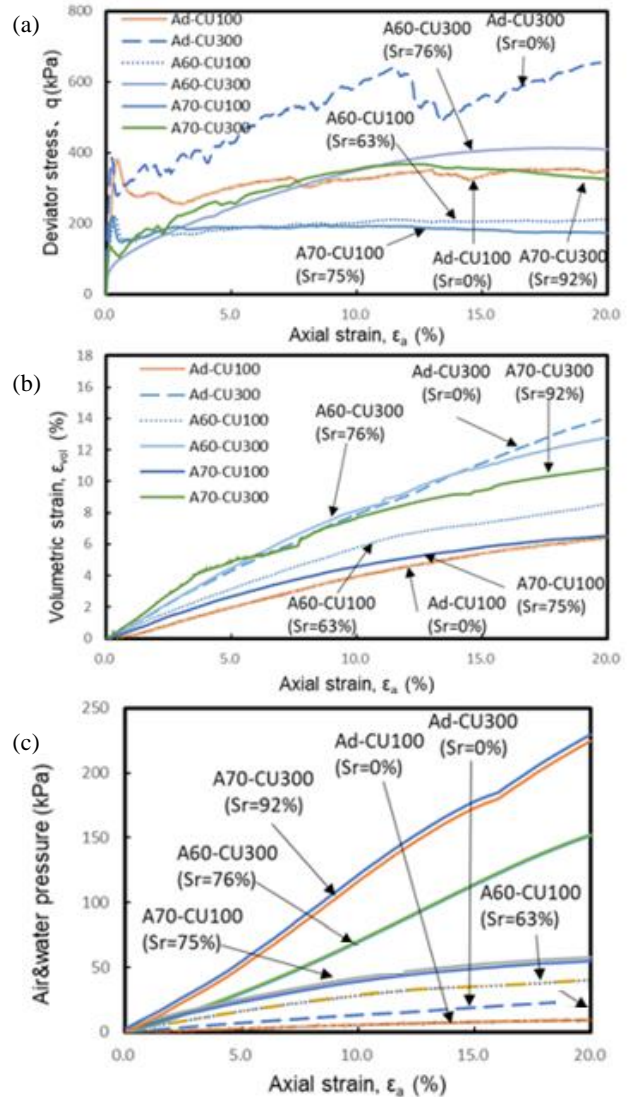 (a)
800
600
400
200
0
Deviator stress、q (kPa)
Ad-CU100
Ad-CU300
A60-CU100
A60-CU300
A70-CU100
A70-CU300
A60-CU300
(Sr=76%)
Ad-CU300
(Sr=0%)
A60-CU100
(Sr=63%)
A70-CU100
(Sr=75%)
Ad-CU100
(Sr=0%)
A70-CU300
(Sr=92%)
0.0 5.0 10.0 15.0 20.0
Axial strain, εa (%)
(b)
18
16
14
12
10
8
6
4
2
0
Volumetric strain, εvol (%)
Ad-CU100
Ad-CU300
A60-CU100
A60-CU300
A70-CU100
A70-CU300
A60-CU300
(Sr=76%)
Ad-CU300
(Sr=0%)
A70-CU300
(Sr=92%)
A60-CU100
(Sr=63%)
Ad-CU100
(Sr=0%)
A70-CU100
(Sr=75%)
0.0 5.0 10.0 15.0 20.0
Axial strain, εa (%)
(c)
250
200
150
100
50
0
Air&water pressure (kPa)
Ad-CU300
(Sr=0%)
Ad-CU100
(Sr=0%)
A70-CU300
(Sr=92%)
A60-CU300
(Sr=76%)
A70-CU100
(Sr=75%)
A60-CU100
(Sr=63%)
0.0 5.0 10.0 15.0 20.0
Axial strain, εa (%)